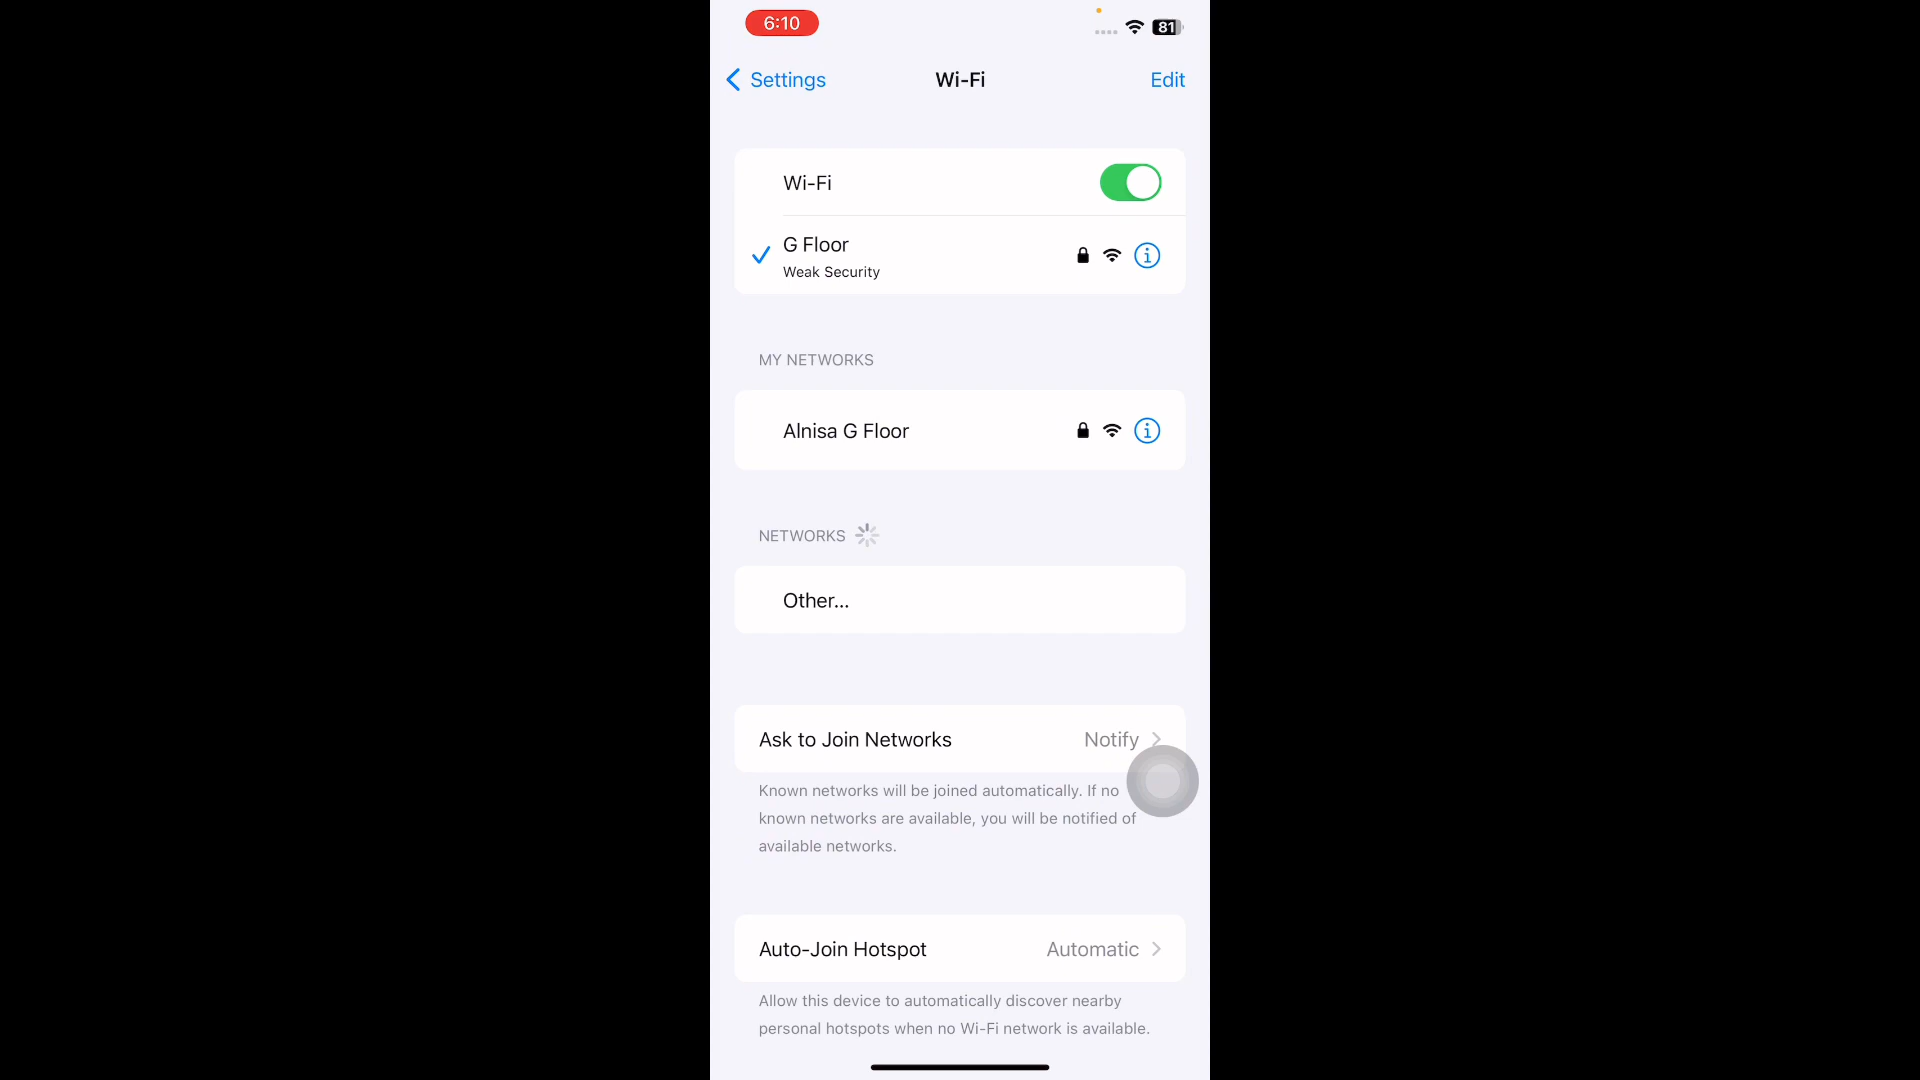 6:10
81
Settings
Wi-Fi
Edit
Wi-Fi
G Floor
Weak Security
MY NETWORKS
Alnisa G Floor
NETWORKS
Other...
Ask to Join Networks
Notify
Known networks will be joined automatically. If no
known networks are available, you will be notified of
available networks.
Auto-Join Hotspot
Automatic
Allow this device to automatically discover nearby
personal hotspots when no Wi-Fi network is available.